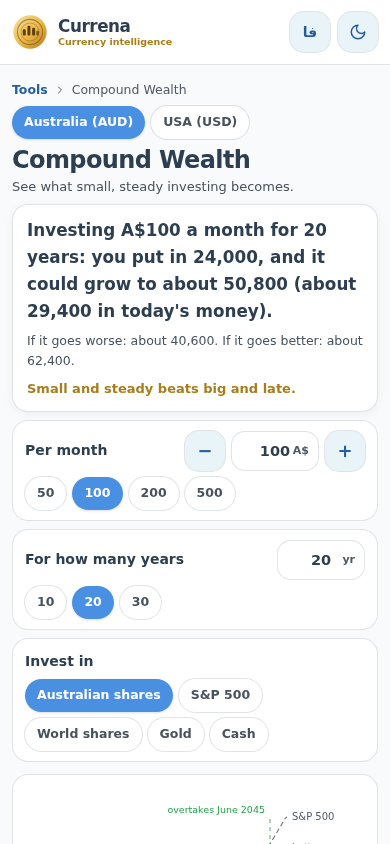 Currena
Currency intelligence
فا
Tools > Compound Wealth
Australia (AUD) USA (USD)
Compound Wealth
See what small, steady investing becomes.
Investing A$100 a month for 20
years: you put in 24,000, and it
could grow to about 50,800 (about
29,400 in today's money).
If it goes worse: about 40,600. If it goes better: about
62,400.
Small and steady beats big and late.
Per month − 100 A$ +
50 100 200 500
For how many years 20 yr
10 20 30
Invest in
Australian shares S&P 500
World shares Gold Cash
overtakes June 2045
S&P 500